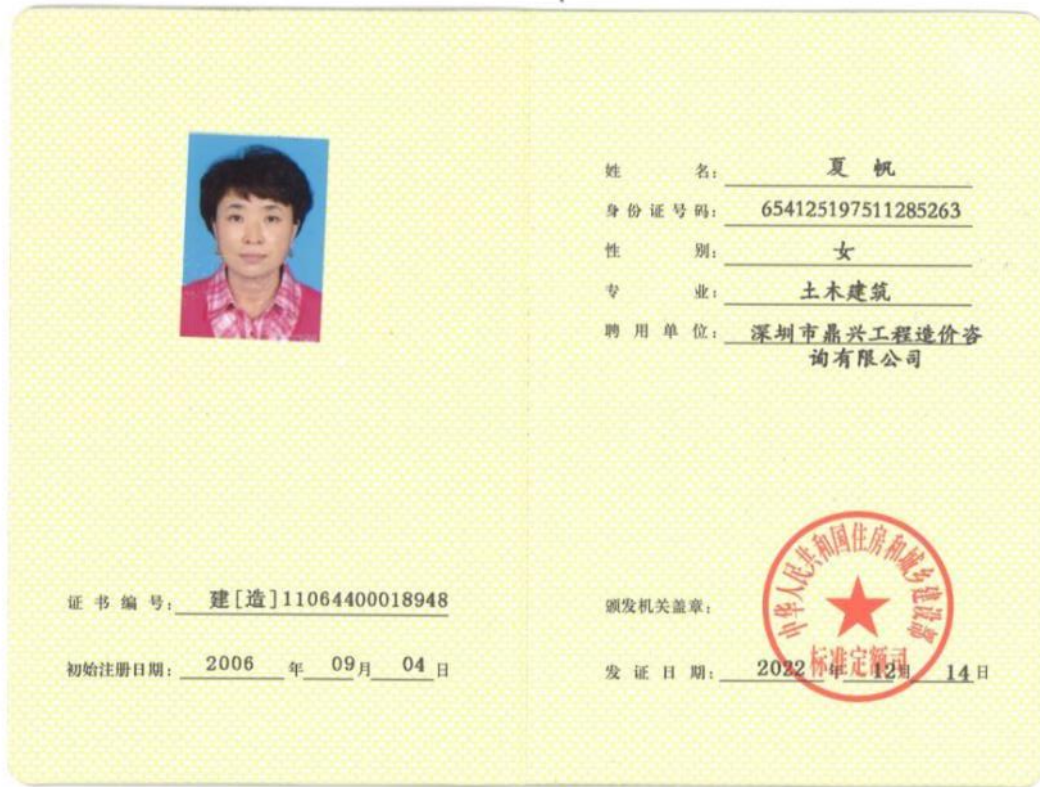 姓 名： 夏 帆
身份证号码： 654125197511285263
性 别： 女
专 业： 土木建筑
聘用单位： 深圳市鼎兴工程造价咨
询有限公司
证书编号： 建[造]11064400018948
初始注册日期： 2006 年 09 月 04 日
颁发机关盖章：
中华人民共和国住房和城乡建设部
标准定额司
发证日期： 2022 年 12 月 14 日